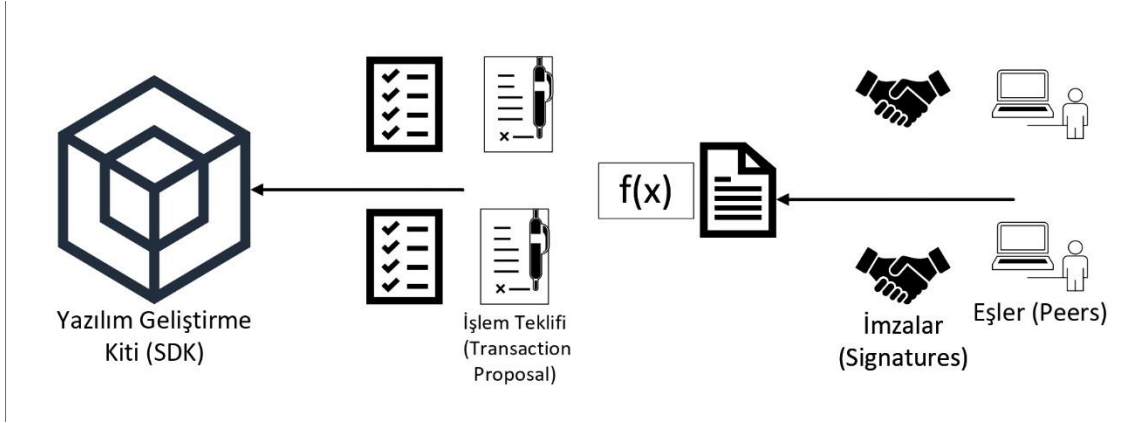 f(x)
Yazılım Geliştirme
Kiti (SDK)
İşlem Teklifi
(Transaction
Proposal)
İmzalar
(Signatures)
Eşler (Peers)